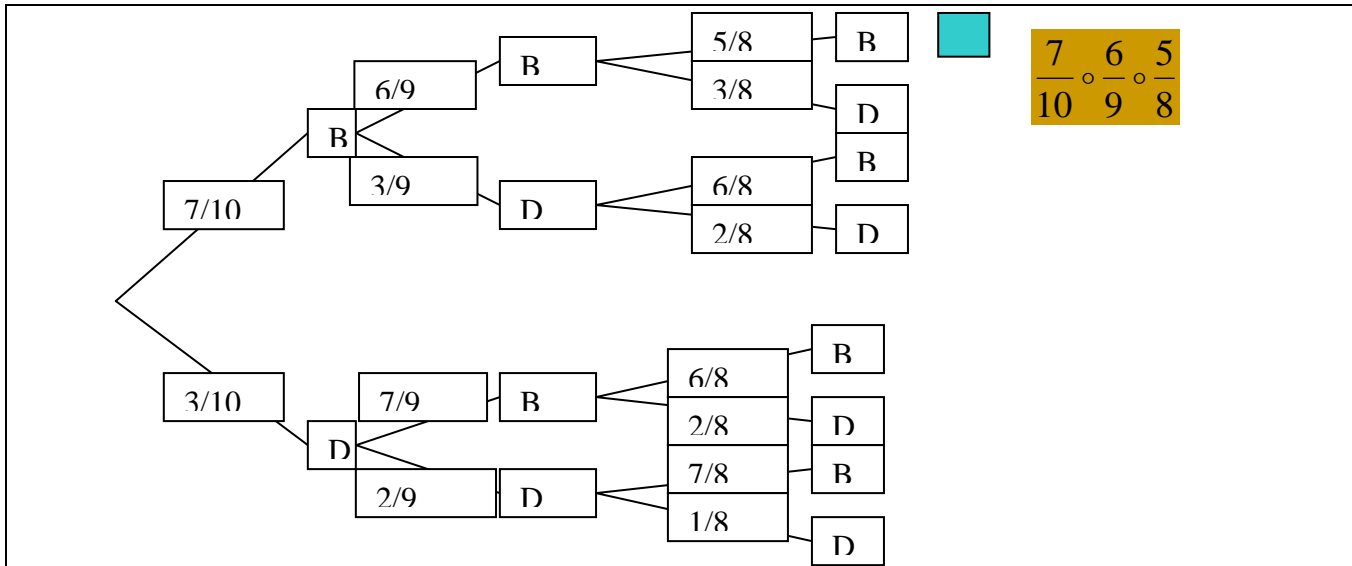 5/8 B
6/9 B 3/8
B D
3/9 B
7/10 D 6/8
2/8 D
7/10 ∘ 6/9 ∘ 5/8
B
6/8
3/10 7/9 B 2/8 D
D 7/8 B
2/9 D 1/8
D